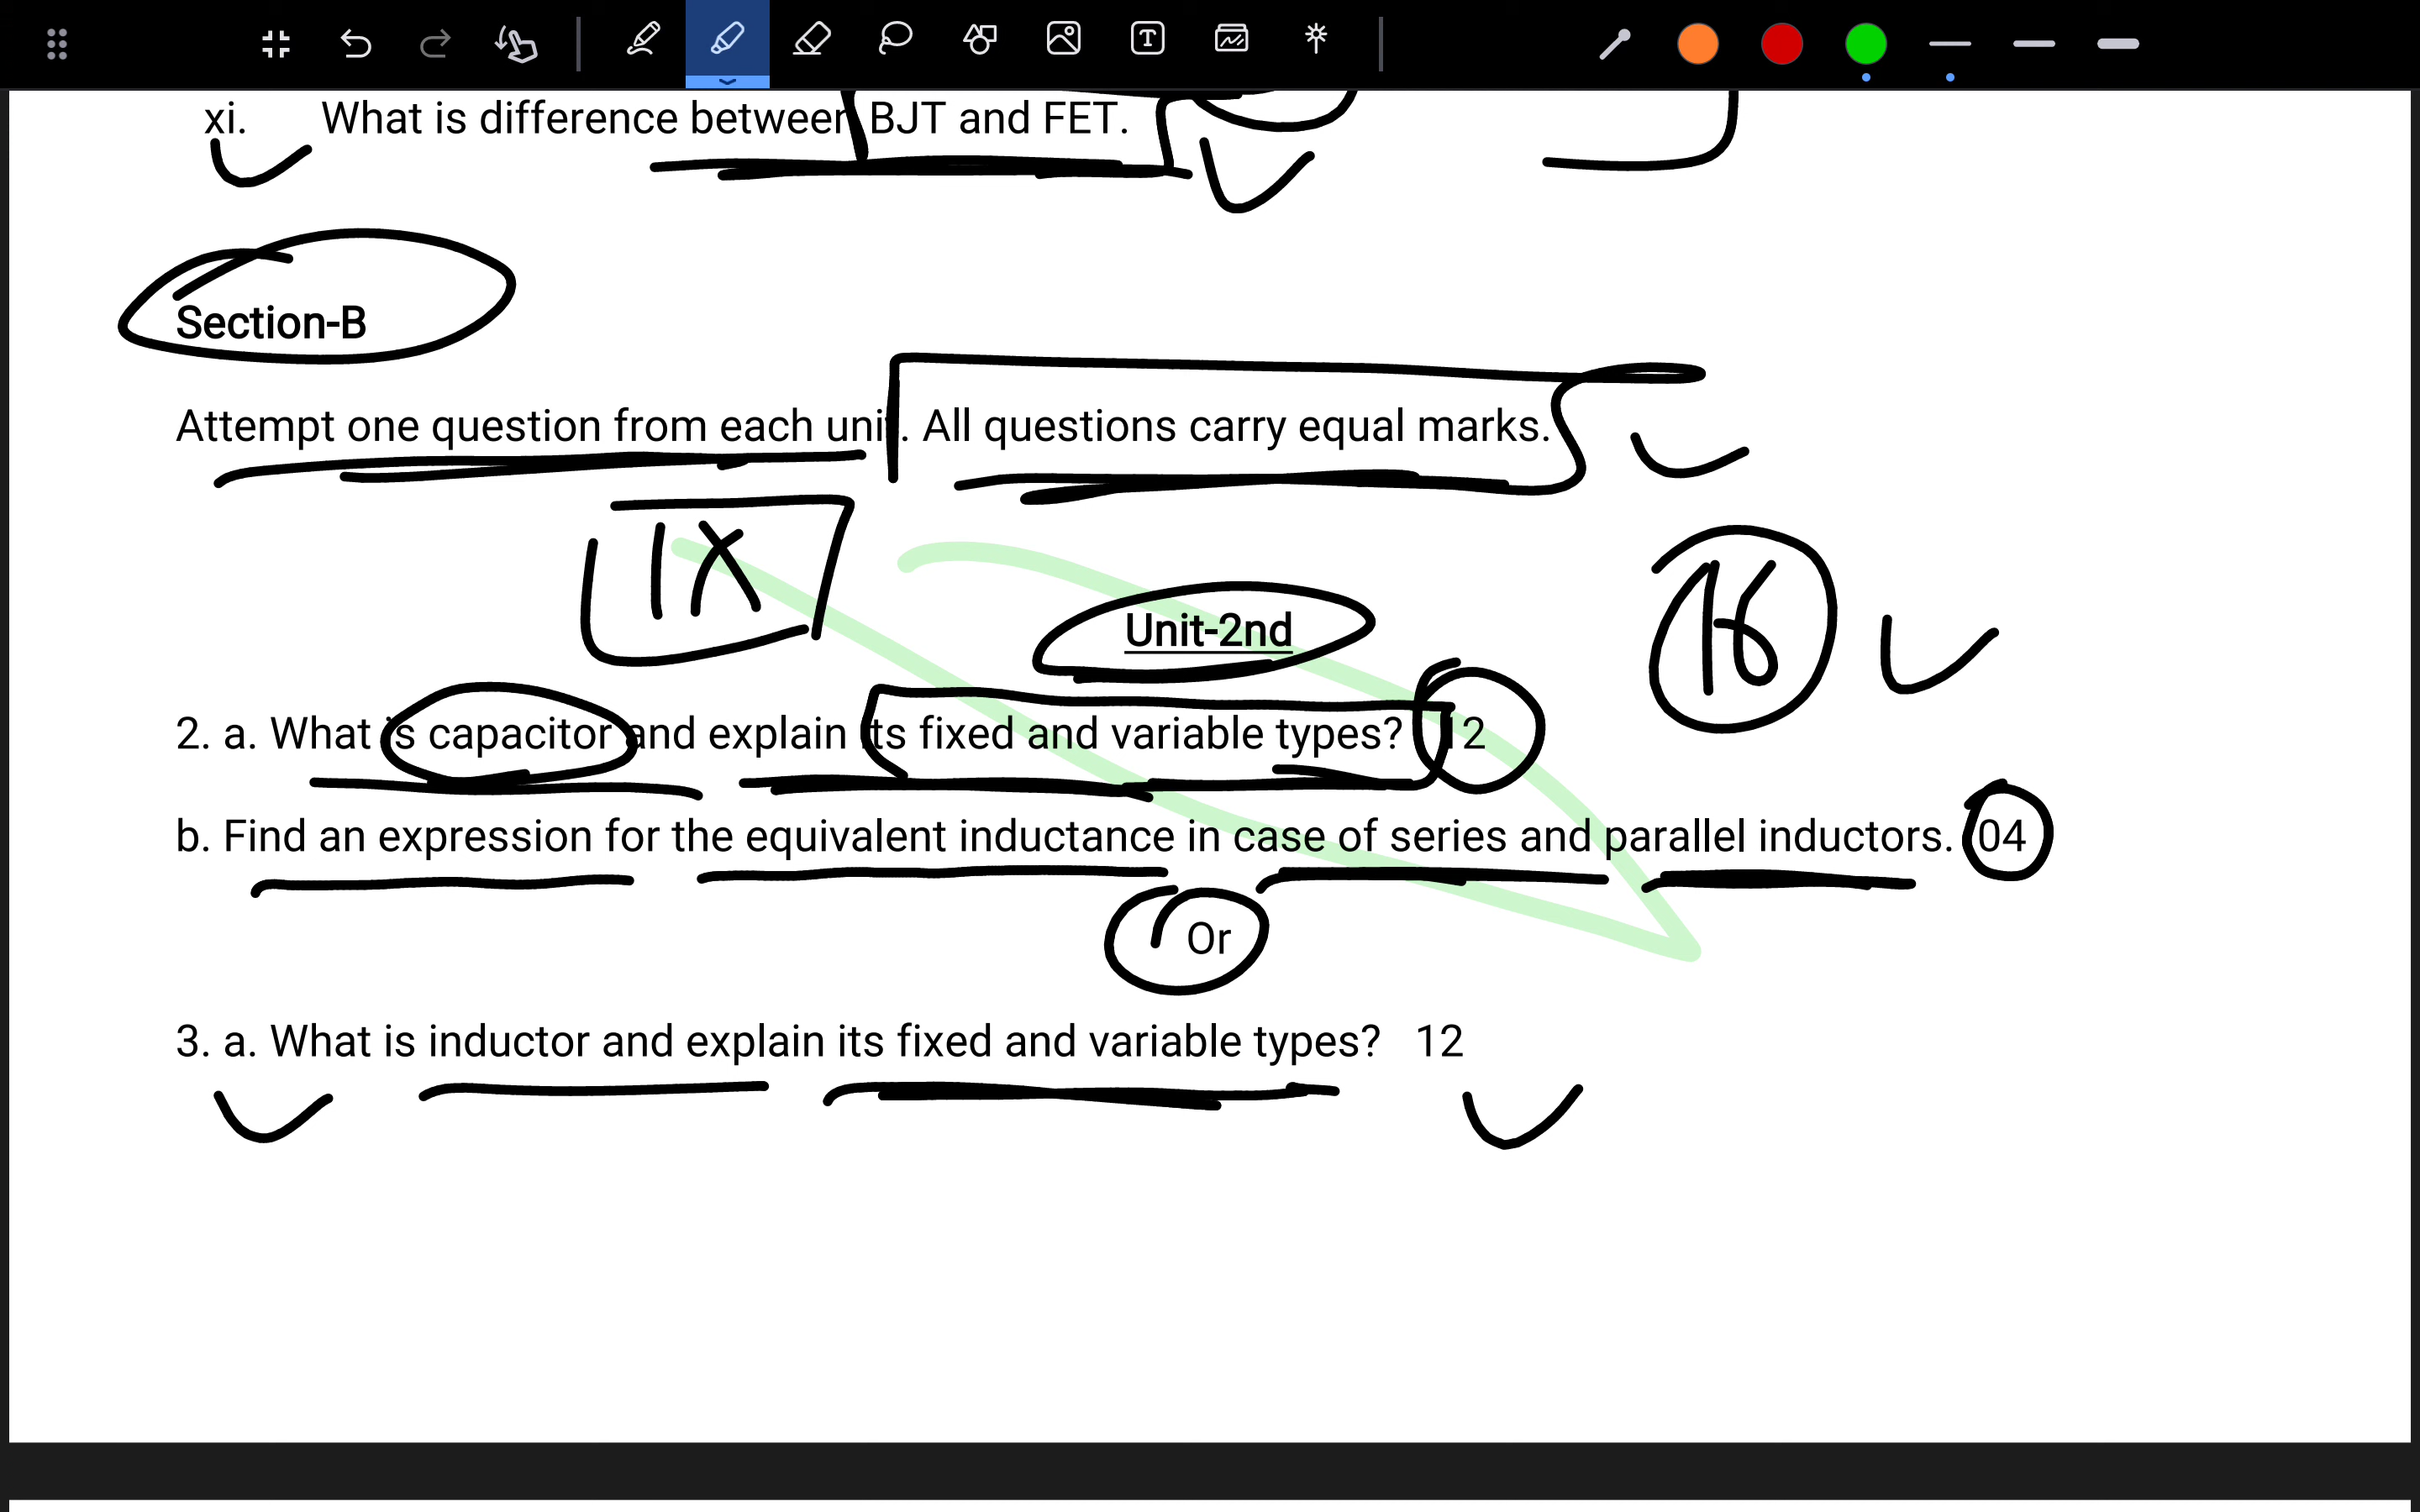 xi. What is difference between BJT and FET.
Section-B
Attempt one question from each unit. All questions carry equal marks.
1X
16
Unit-2nd
2. a. What is capacitor and explain its fixed and variable types? 12
b. Find an expression for the equivalent inductance in case of series and parallel inductors. 04
Or
3. a. What is inductor and explain its fixed and variable types? 12